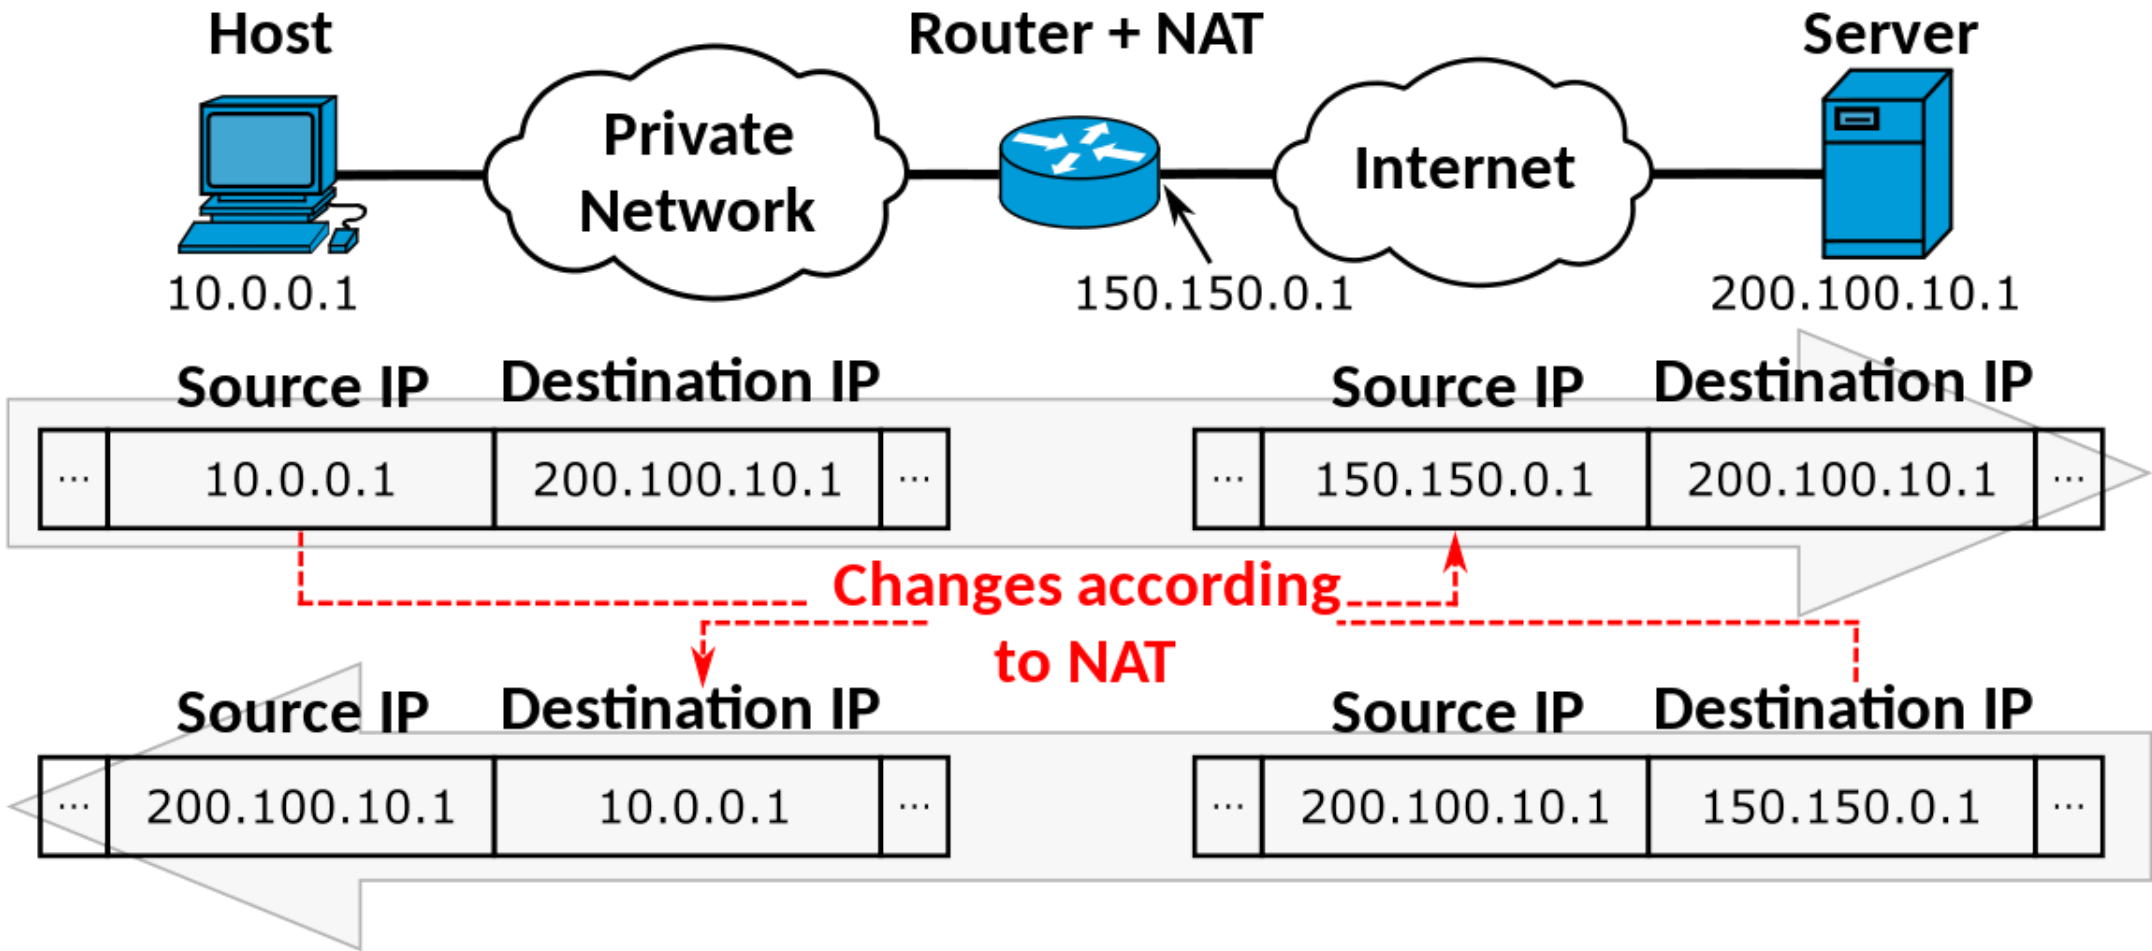 Host
Router + NAT
Server
Private
Network
Internet
10.0.0.1
150.150.0.1
200.100.10.1
Source IP Destination IP
Source IP Destination IP
... 10.0.0.1 200.100.10.1 ...
... 150.150.0.1 200.100.10.1 ...
Changes according
to NAT
Source IP Destination IP
Source IP Destination IP
... 200.100.10.1 10.0.0.1 ...
... 200.100.10.1 150.150.0.1 ...